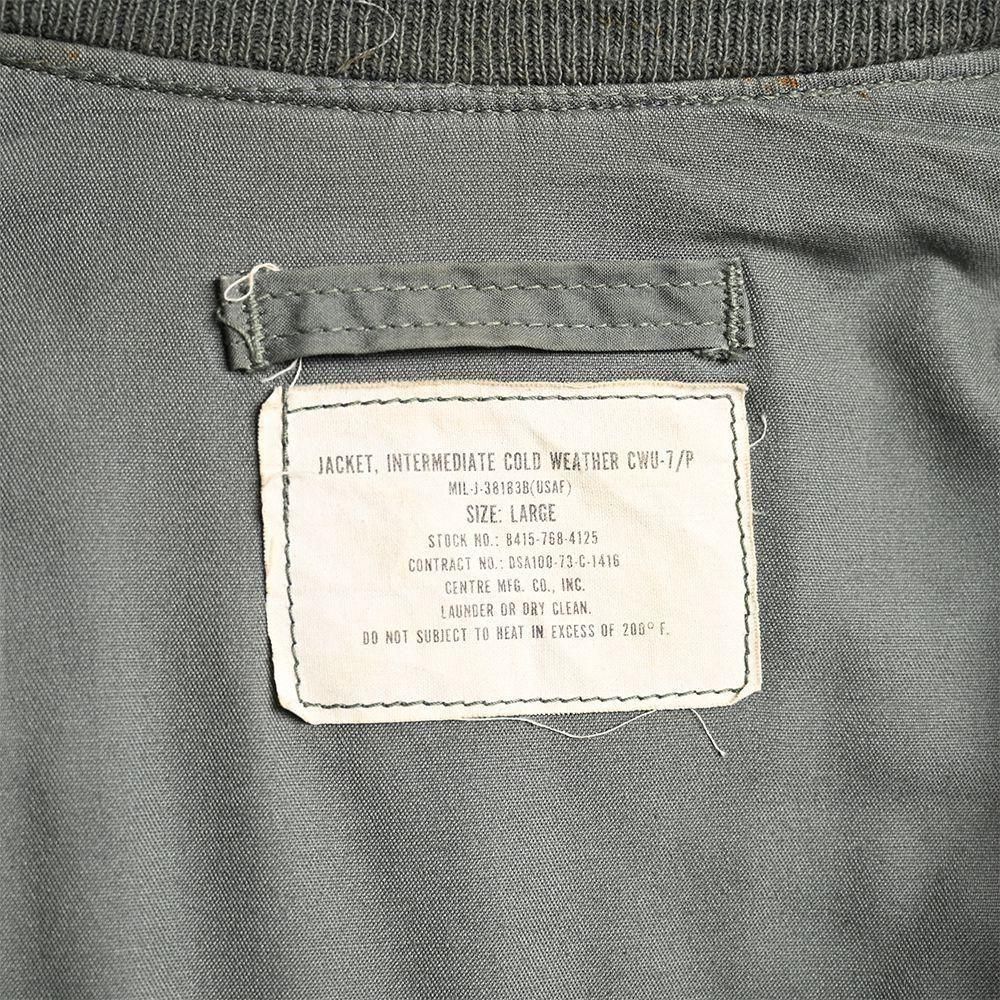 JACKET, INTERMEDIATE COLD WEATHER CWU-7/P
MIL-J-38183B(USAF)
SIZE: LARGE
STOCK NO.: 8415-768-4125
CONTRACT NO.: DSA100-73-C-1416
CENTRE MFG. CO., INC.
LAUNDER OR DRY CLEAN.
DO NOT SUBJECT TO HEAT IN EXCESS OF 200° F.